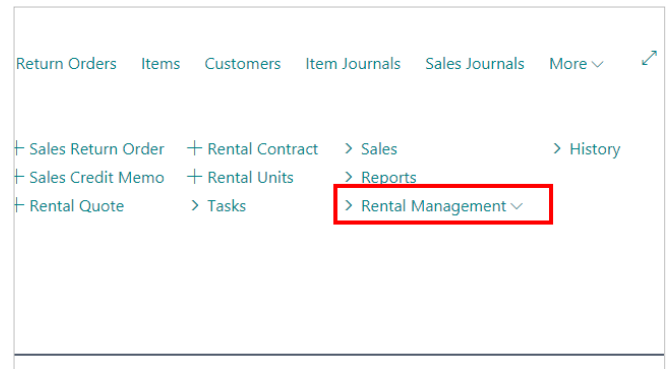 Return Orders Items Customers Item Journals Sales Journals More
+ Sales Return Order + Rental Contract > Sales > History
+ Sales Credit Memo + Rental Units > Reports
+ Rental Quote > Tasks > Rental Management